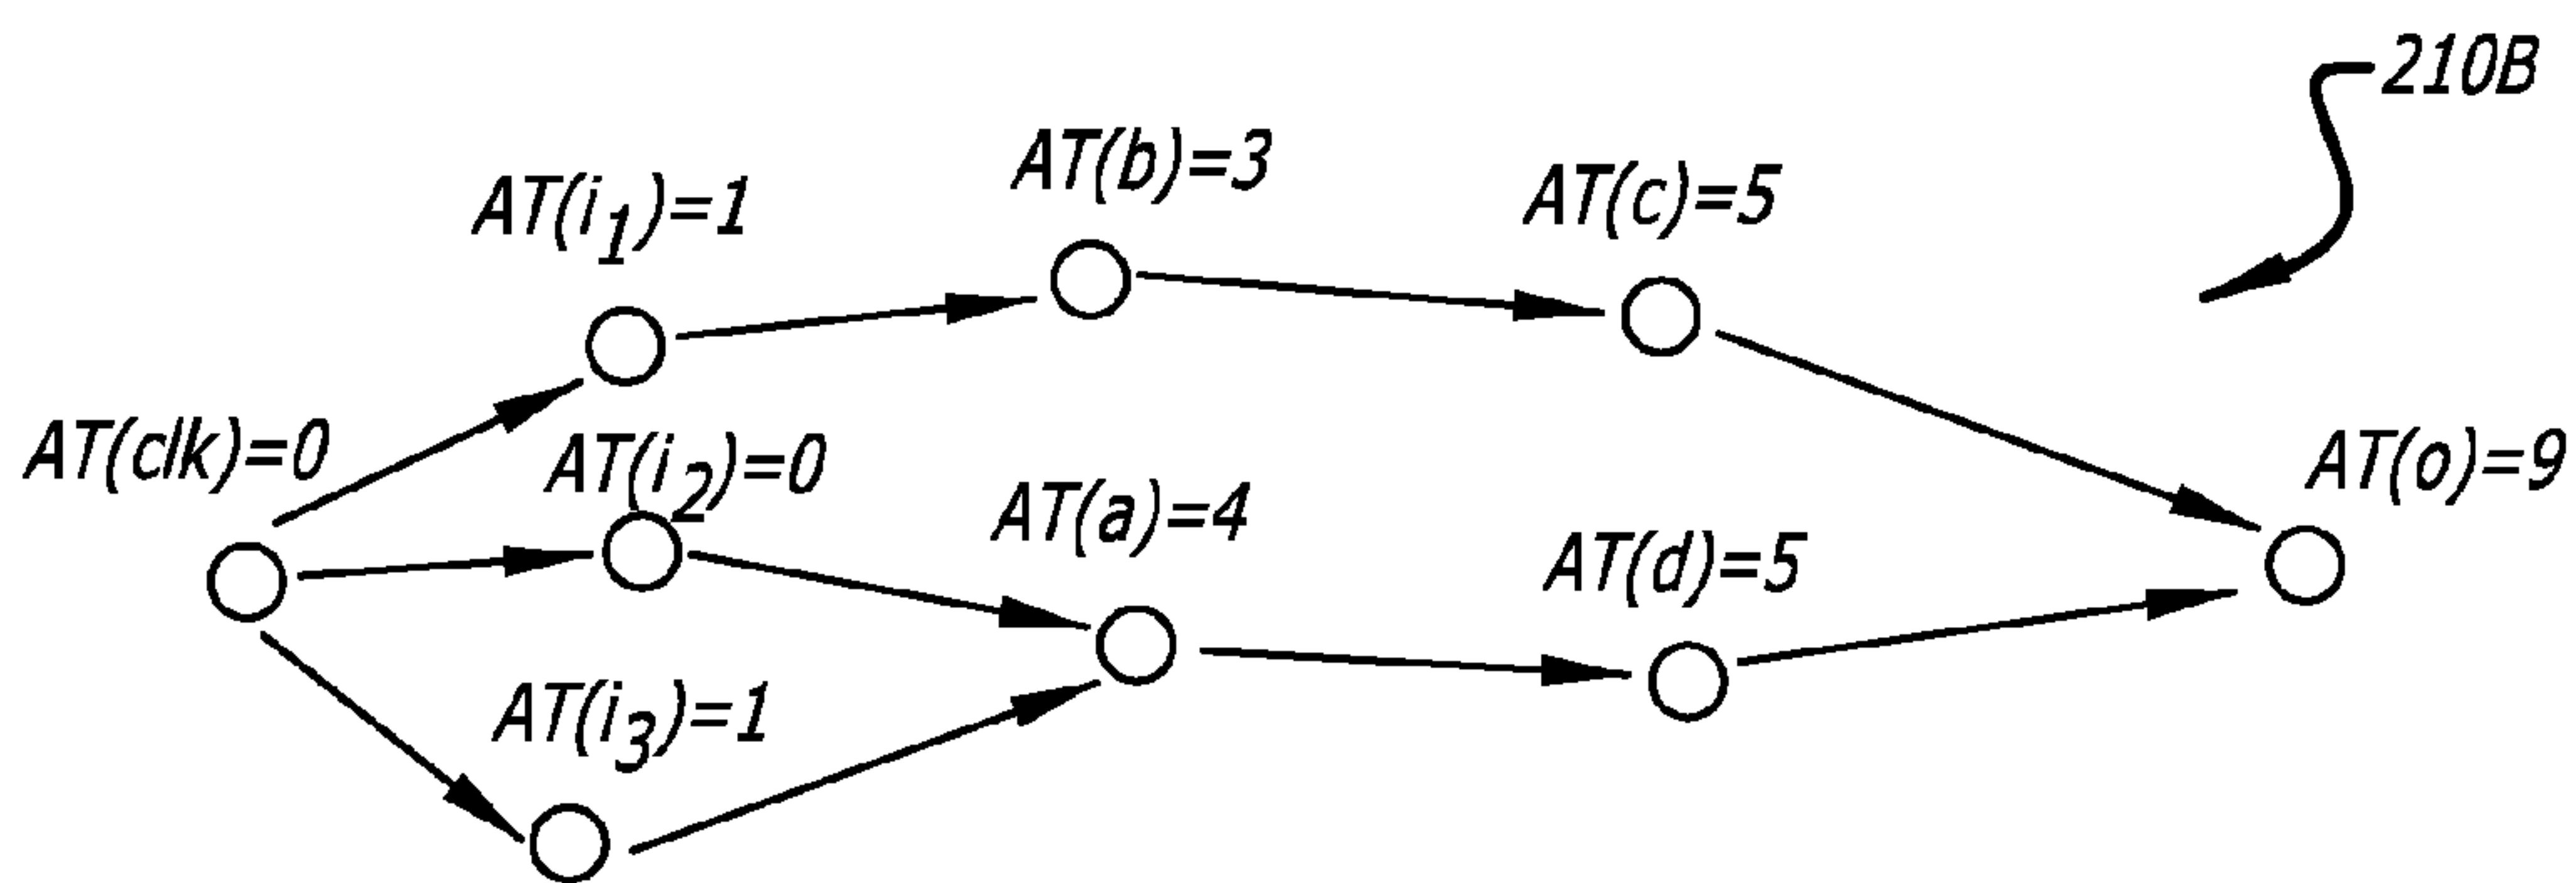 210B
AT(b)=3
AT(i₁)=1
AT(c)=5
AT(clk)=0
AT(i₂)=0
AT(o)=9
AT(a)=4
AT(d)=5
AT(i₃)=1